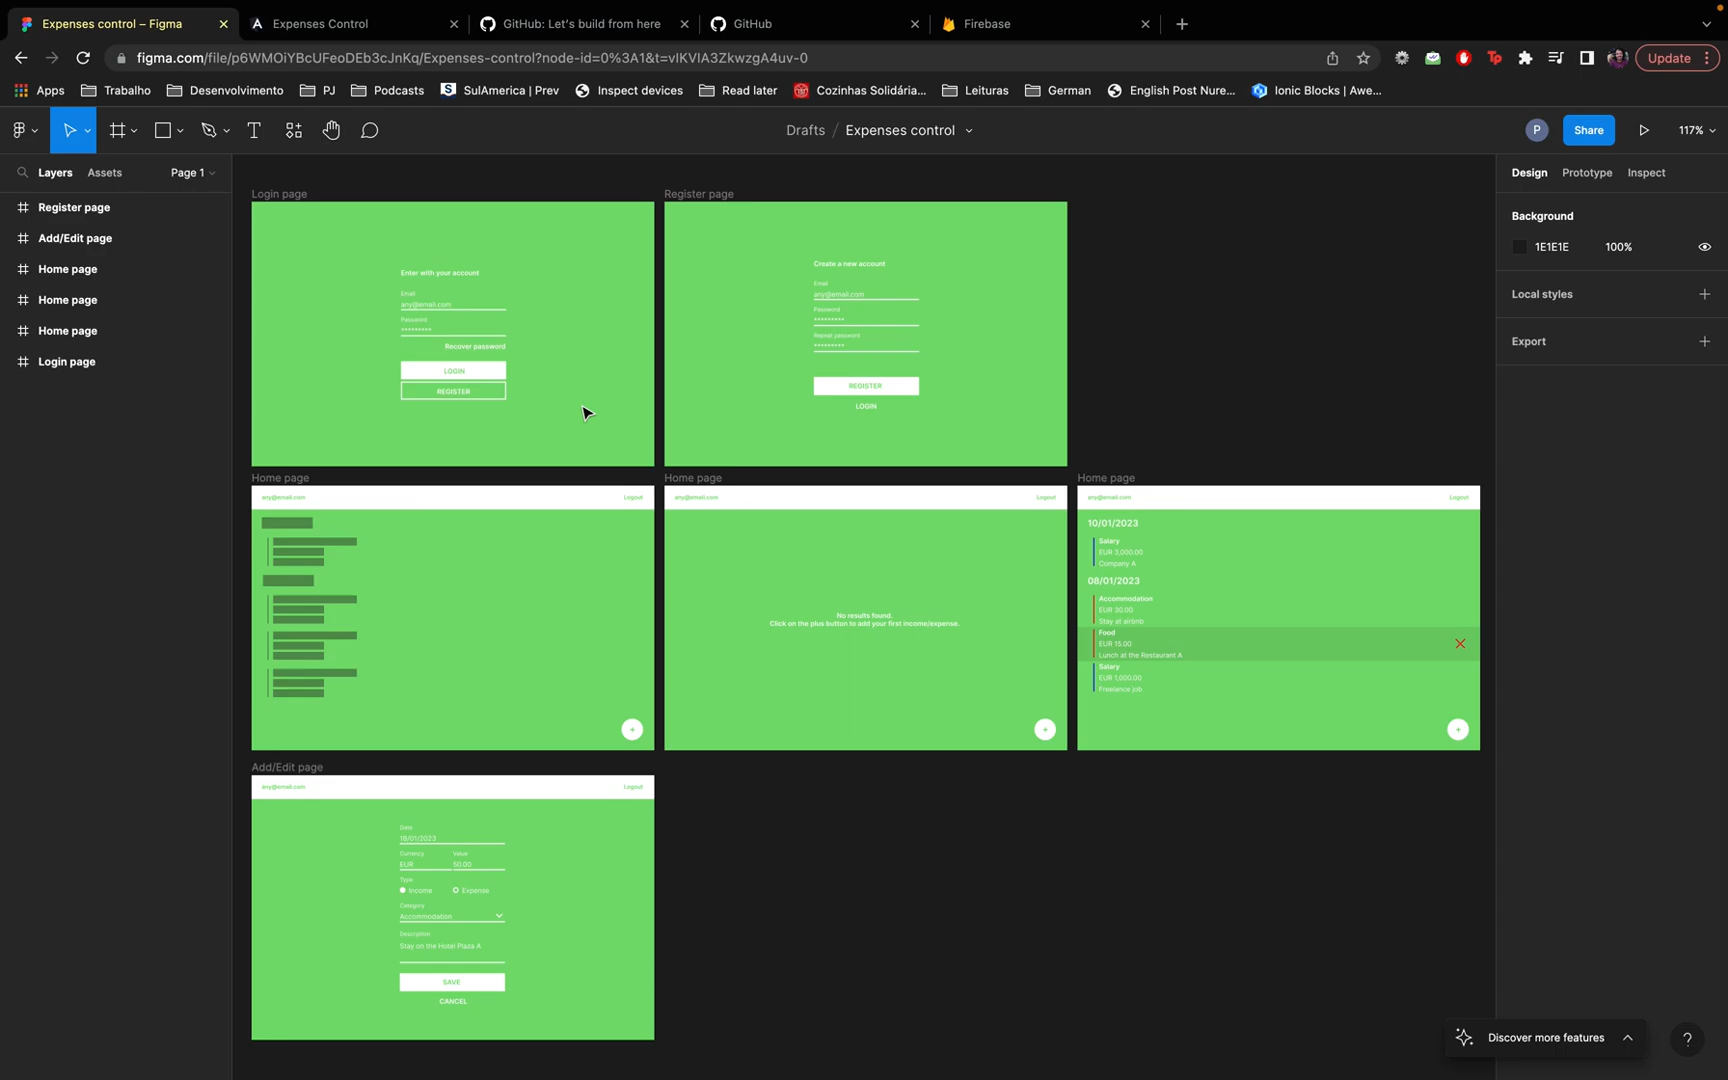 Expenses control – Figma
Expenses Control
GitHub: Let's build from here
GitHub
Firebase
figma.com/file/p6WMOiYBcUFeoDEb3cJnKq/Expenses-control?node-id=0%3A1&t=vlKVIA3ZkwzgA4uv-0
Update
Apps
Trabalho
Desenvolvimento
PJ
Podcasts
SulAmerica | Prev
Inspect devices
Read later
Cozinhas Solidária...
Leituras
German
English Post Nure...
Ionic Blocks | Awe...
Drafts / Expenses control
P
Share
117%
Layers
Assets
Page 1
Register page
Add/Edit page
Home page
Home page
Home page
Login page
Login page
Enter with your account
Email
any@email.com
Password
*********
Recover password
LOGIN
REGISTER
Register page
Create a new account
Email
any@email.com
Password
*********
Repeat password
*********
REGISTER
LOGIN
Home page
any@email.com
Logout
+
Home page
any@email.com
Logout
No results found.
Click on the plus button to add your first income/expense.
+
Home page
any@email.com
Logout
10/01/2023
Salary
EUR 3,000.00
Company A
08/01/2023
Accommodation
EUR 30.00
Stay at airbnb
Food
EUR 15.00
Lunch at the Restaurant A
Salary
EUR 1,000.00
Freelance job
+
Add/Edit page
any@email.com
Logout
Date
18/01/2023
Currency
Value
EUR
50.00
Type
Income
Expense
Category
Accommodation
Description
Stay on the Hotel Plaza A
SAVE
CANCEL
Design
Prototype
Inspect
Background
1E1E1E
100%
Local styles
Export
Discover more features
?